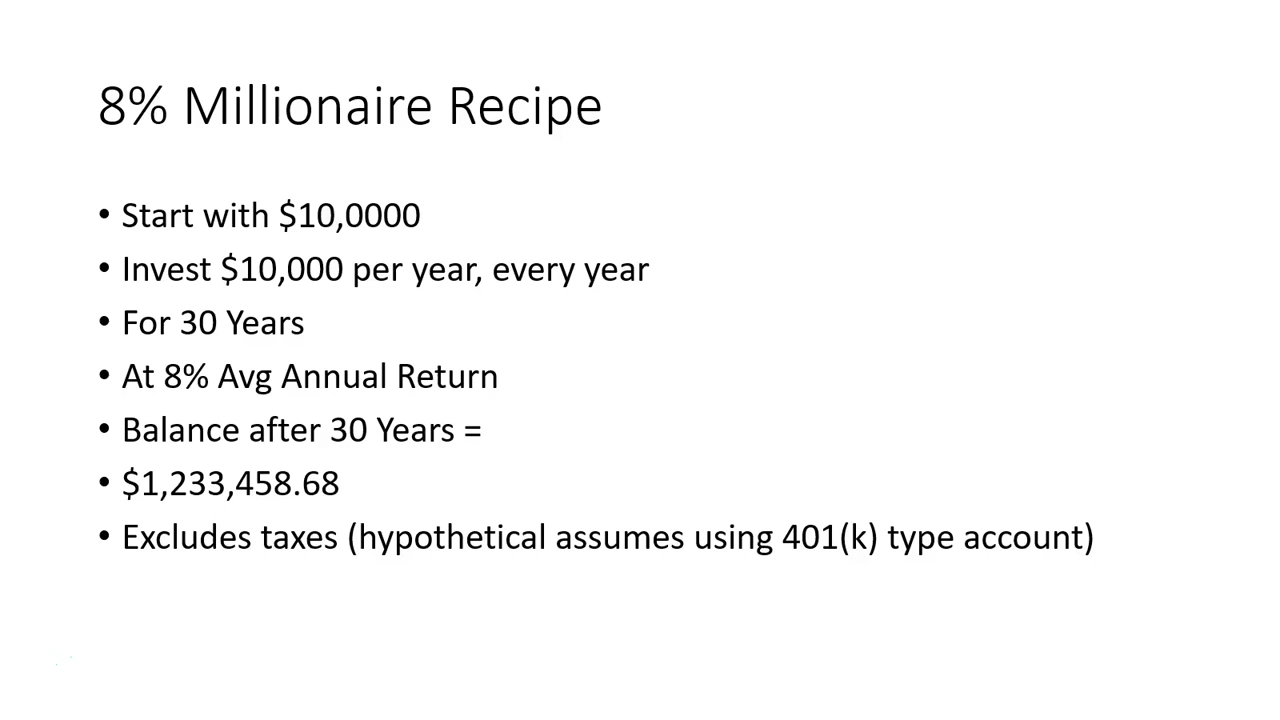 8% Millionaire Recipe
• Start with $10,0000
• Invest $10,000 per year, every year
• For 30 Years
• At 8% Avg Annual Return
• Balance after 30 Years =
• $1,233,458.68
• Excludes taxes (hypothetical assumes using 401(k) type account)